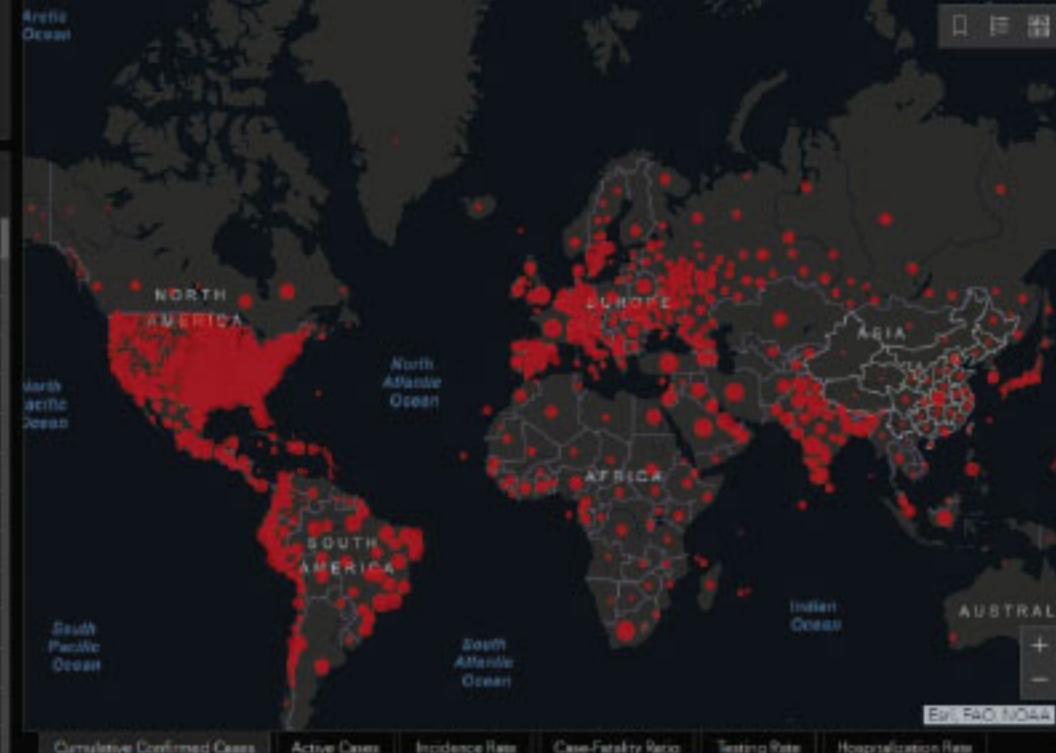 Arctic
Ocean
NORTH
AMERICA
EUROPE
ASIA
North
Atlantic
Ocean
North
Pacific
Ocean
AFRICA
SOUTH
AMERICA
Indian
Ocean
AUSTRAL
South
Pacific
Ocean
South
Atlantic
Ocean
+
−
Esri, FAO, NOAA
Cumulative Confirmed Cases
Active Cases
Incidence Rate
Case-Fatality Ratio
Testing Rate
Hospitalization Ra